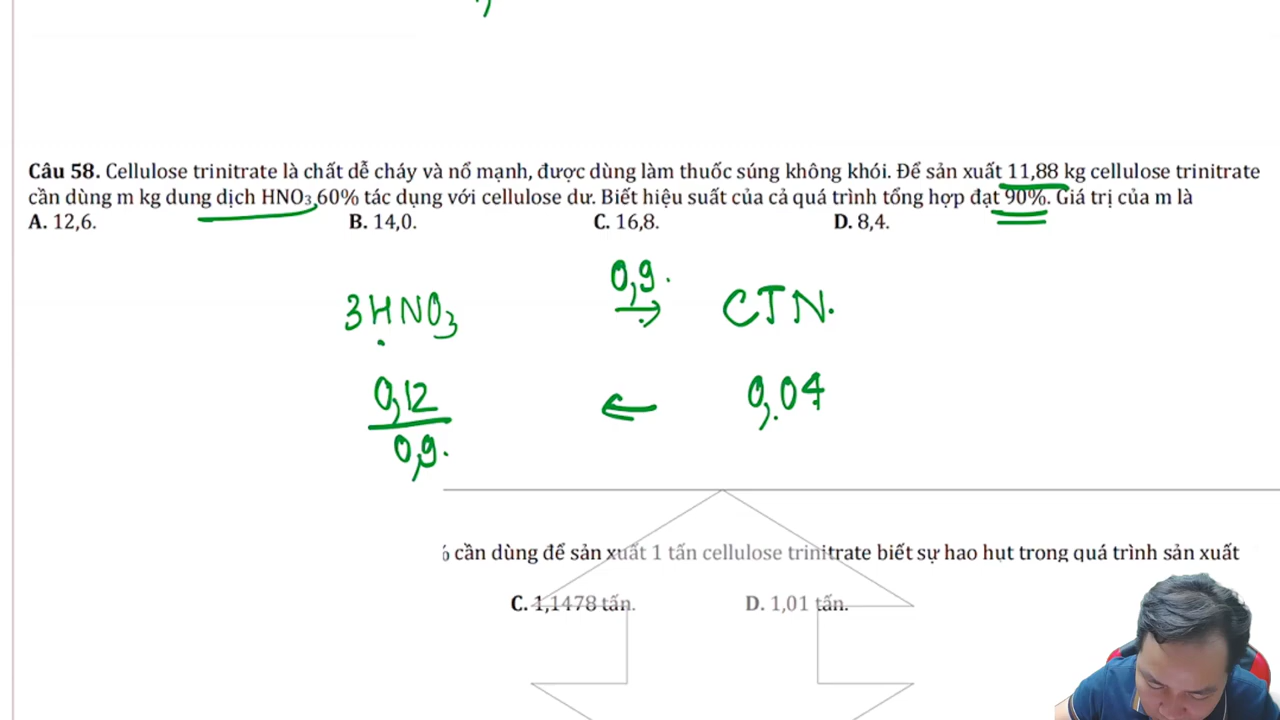 Câu 58. Cellulose trinitrate là chất dễ cháy và nổ mạnh, được dùng làm thuốc súng không khói. Để sản xuất 11,88 kg cellulose trinitrate
cần dùng m kg dung dịch HNO₃ 60% tác dụng với cellulose dư. Biết hiệu suất của cả quá trình tổng hợp đạt 90%. Giá trị của m là
A. 12,6. B. 14,0. C. 16,8. D. 8,4.
0,9.
3HNO₃ → CTN.
0,12 ← 0,04
0,9.
cần dùng để sản xuất 1 tấn cellulose trinitrate biết sự hao hụt trong quá trình sản xuất
C. 1,1478 tấn. D. 1,01 tấn.